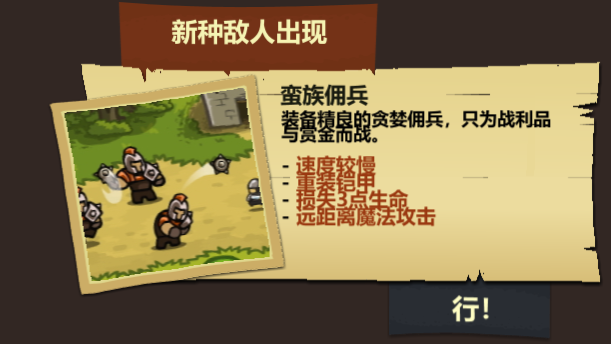 新种敌人出现
蛮族佣兵
装备精良的贪婪佣兵，只为战利品
与赏金而战。
- 速度较慢
- 重装铠甲
- 损失3点生命
- 远距离魔法攻击
行!